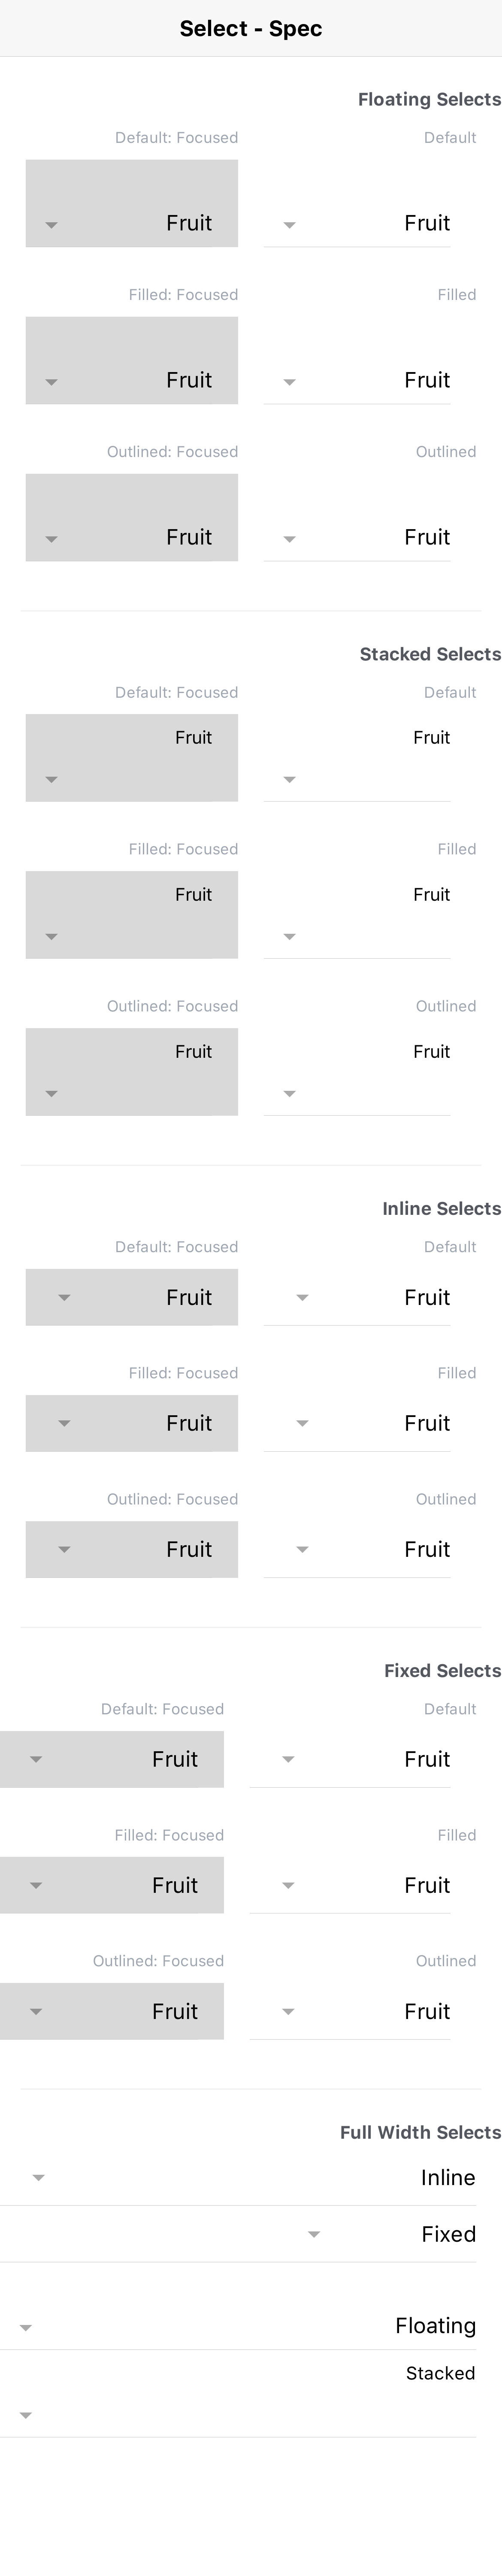 Select - Spec
Floating Selects
Default: Focused Default
Fruit Fruit
Filled: Focused Filled
Fruit Fruit
Outlined: Focused Outlined
Fruit Fruit
Stacked Selects
Default: Focused Default
Fruit Fruit
Filled: Focused Filled
Fruit Fruit
Outlined: Focused Outlined
Fruit Fruit
Inline Selects
Default: Focused Default
Fruit Fruit
Filled: Focused Filled
Fruit Fruit
Outlined: Focused Outlined
Fruit Fruit
Fixed Selects
Default: Focused Default
Fruit Fruit
Filled: Focused Filled
Fruit Fruit
Outlined: Focused Outlined
Fruit Fruit
Full Width Selects
Inline
Fixed
Floating
Stacked